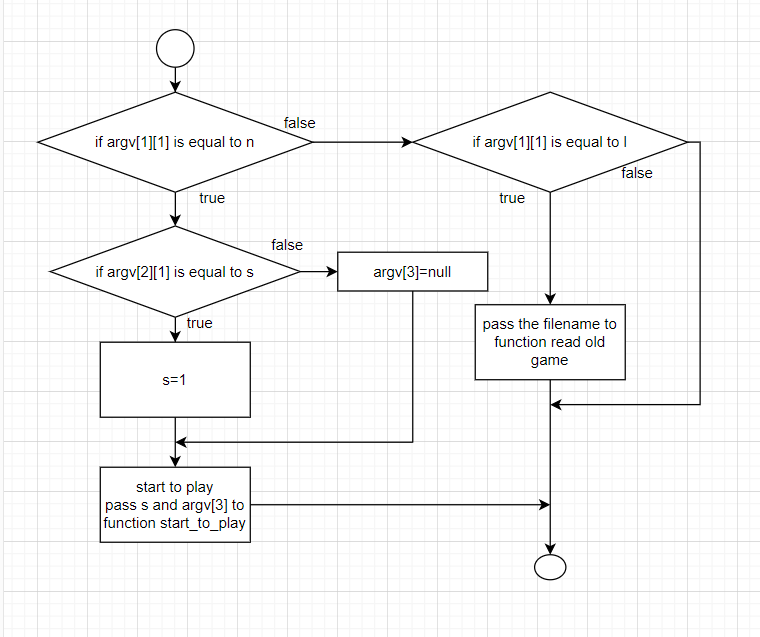 false
if argv[1][1] is equal to n
if argv[1][1] is equal to l
false
true
true
false
if argv[2][1] is equal to s
argv[3]=null
true
pass the filename to
function read old
game
s=1
start to play
pass s and argv[3] to
function start_to_play